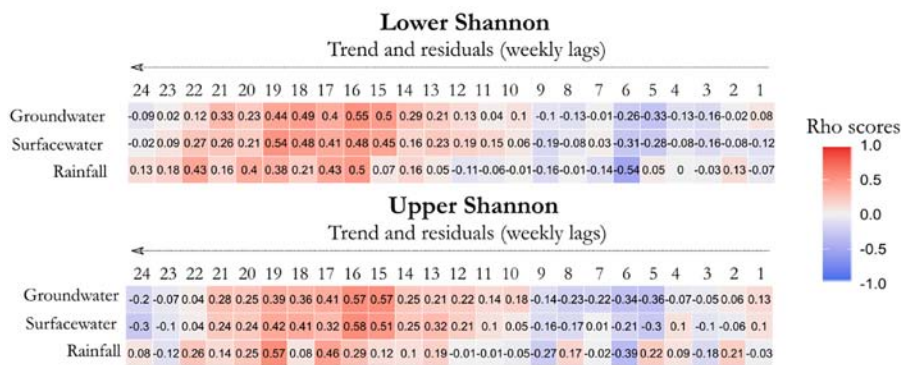 Lower Shannon
Trend and residuals (weekly lags)
24 23 22 21 20 19 18 17 16 15 14 13 12 11 10 9 8 7 6 5 4 3 2 1
Groundwater -0.09 0.02 0.12 0.33 0.23 0.44 0.49 0.4 0.55 0.5 0.29 0.21 0.13 0.04 0.1 -0.1 -0.13 -0.01 -0.26 -0.33 -0.13 -0.16 -0.02 0.08
Surfacewater -0.02 0.09 0.27 0.26 0.21 0.54 0.48 0.41 0.48 0.45 0.16 0.23 0.19 0.15 0.06 -0.19 -0.08 0.03 -0.31 -0.28 -0.08 -0.16 -0.08 -0.12
Rainfall 0.13 0.18 0.43 0.16 0.4 0.38 0.21 0.43 0.5 0.07 0.16 0.05 -0.11 -0.06 -0.01 -0.16 -0.01 -0.14 -0.54 0.05 0 -0.03 0.13 -0.07
Rho scores
1.0
0.5
0.0
-0.5
-1.0
Upper Shannon
Trend and residuals (weekly lags)
24 23 22 21 20 19 18 17 16 15 14 13 12 11 10 9 8 7 6 5 4 3 2 1
Groundwater -0.2 -0.07 0.04 0.28 0.25 0.39 0.36 0.41 0.57 0.57 0.25 0.21 0.22 0.14 0.18 -0.14 -0.23 -0.22 -0.34 -0.36 -0.07 -0.05 0.06 0.13
Surfacewater -0.3 -0.1 0.04 0.24 0.24 0.42 0.41 0.32 0.58 0.51 0.25 0.32 0.21 0.1 0.05 -0.16 -0.17 0.01 -0.21 -0.3 0.1 -0.1 -0.06 0.1
Rainfall 0.08 -0.12 0.26 0.14 0.25 0.57 0.08 0.46 0.29 0.12 0.1 0.19 -0.01 -0.01 -0.05 -0.27 0.17 -0.02 -0.39 0.22 0.09 -0.18 0.21 -0.03